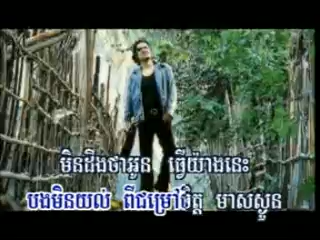 មិនដឹងថាអូន ធ្វើយ៉ាងនេះ
បងមិនយល់ ពីជម្រៅចិត្ត មាសស្ងួន